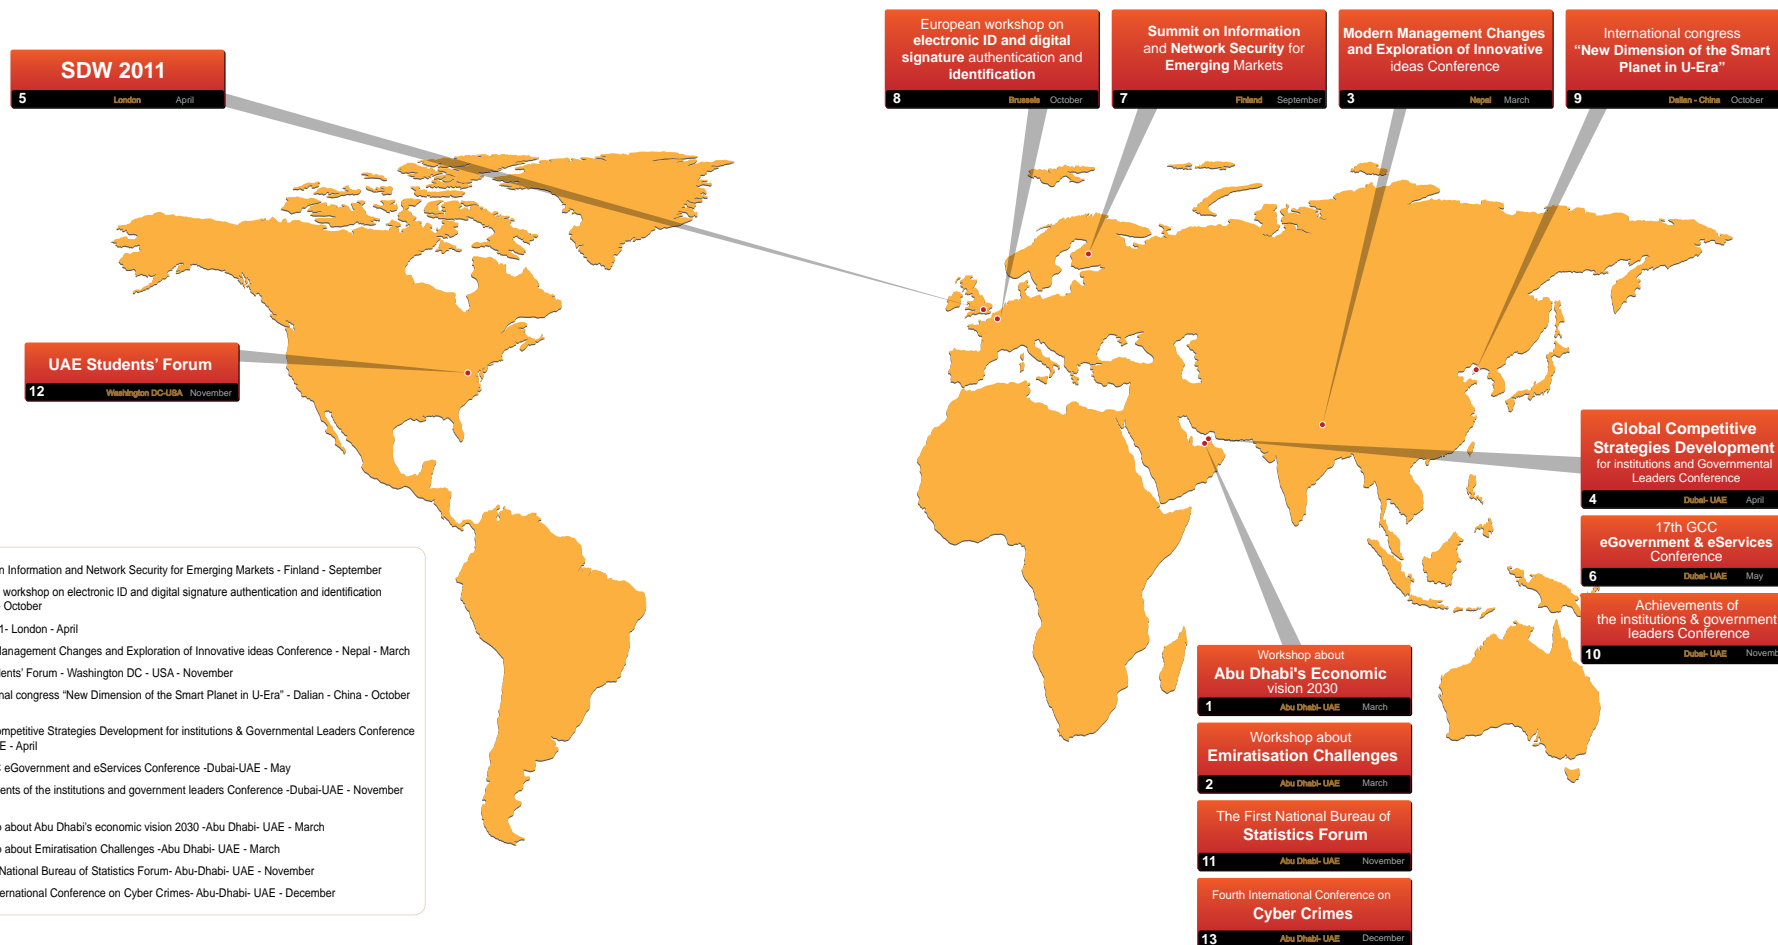 SDW 2011
5 London April
European workshop on
electronic ID and digital
signature authentication and
identification
8 Brussels October
Summit on Information
and Network Security for
Emerging Markets
7 Finland September
Modern Management Changes
and Exploration of Innovative
ideas Conference
3 Nepal March
International congress
“New Dimension of the Smart
Planet in U-Era”
9 Dalian - China October
UAE Students’ Forum
12 Washington DC-USA November
Global Competitive
Strategies Development
for institutions and Governmental
Leaders Conference
4 Dubai- UAE April
17th GCC
eGovernment & eServices
Conference
6 Dubai- UAE May
Achievements of
the institutions & government
leaders Conference
10 Dubai- UAE
Workshop about
Abu Dhabi's Economic
vision 2030
1 Abu Dhabi- UAE March
Workshop about
Emiratisation Challenges
2 Abu Dhabi- UAE March
The First National Bureau of
Statistics Forum
11 Abu Dhabi- UAE November
Fourth International Conference on
Cyber Crimes
13 Abu Dhabi- UAE December
Information and Network Security for Emerging Markets - Finland - September
workshop on electronic ID and digital signature authentication and identification
- October
- London - April
Management Changes and Exploration of Innovative ideas Conference - Nepal - March
Forum - Washington DC - USA - November
congress “New Dimension of the Smart Planet in U-Era” - Dalian - China - October
Strategies Development for institutions & Governmental Leaders Conference
- April
eGovernment and eServices Conference -Dubai-UAE - May
of the institutions and government leaders Conference -Dubai-UAE - November
about Abu Dhabi's economic vision 2030 -Abu Dhabi- UAE - March
about Emiratisation Challenges -Abu Dhabi- UAE - March
National Bureau of Statistics Forum- Abu-Dhabi- UAE - November
Conference on Cyber Crimes- Abu-Dhabi- UAE - December